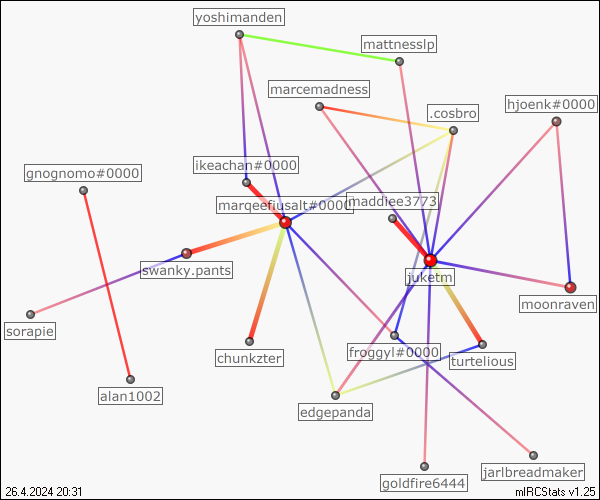 yoshimanden
mattnesslp
marcemadness
.cosbro
hjoenk#0000
ikeachan#0000
gnognomo#0000
marqeefiusalt#0000
maddiee3773
swanky.pants
juketm
moonraven
sorapie
chunkzter
froggyl#0000
turtelious
alan1002
edgepanda
goldfire6444
jarlbreadmaker
26.4.2024 20:31
mIRCStats v1.25